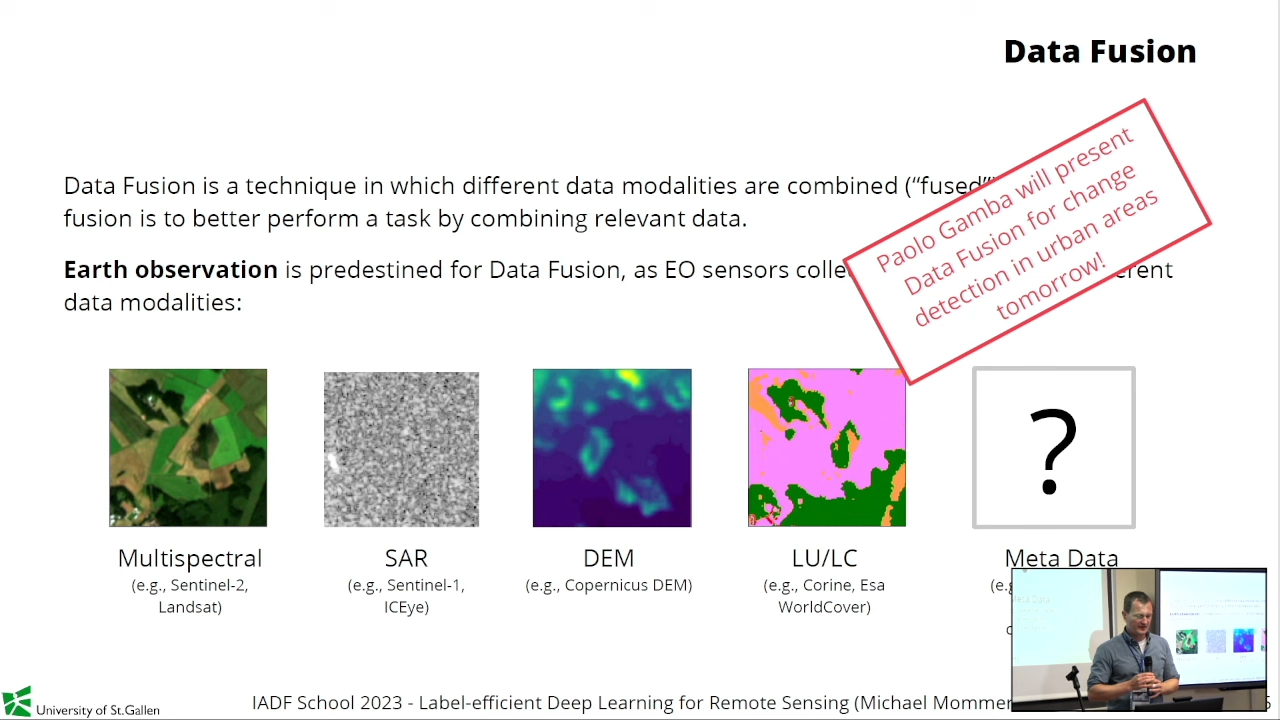 Data Fusion
Data Fusion is a technique in which different data modalities are combined (“fused”)
fusion is to better perform a task by combining relevant data.
Earth observation is predestined for Data Fusion, as EO sensors
data modalities:
Paolo Gamba will present
Data Fusion for change
detection in urban areas
tomorrow!
?
Multispectral
(e.g., Sentinel-2,
Landsat)
SAR
(e.g., Sentinel-1,
ICEye)
DEM
(e.g., Copernicus DEM)
LU/LC
(e.g., Corine, Esa
WorldCover)
Meta Data
University of St.Gallen
IADF School 2023 - Label-efficient Deep Learning for Remote Sensing (Michael